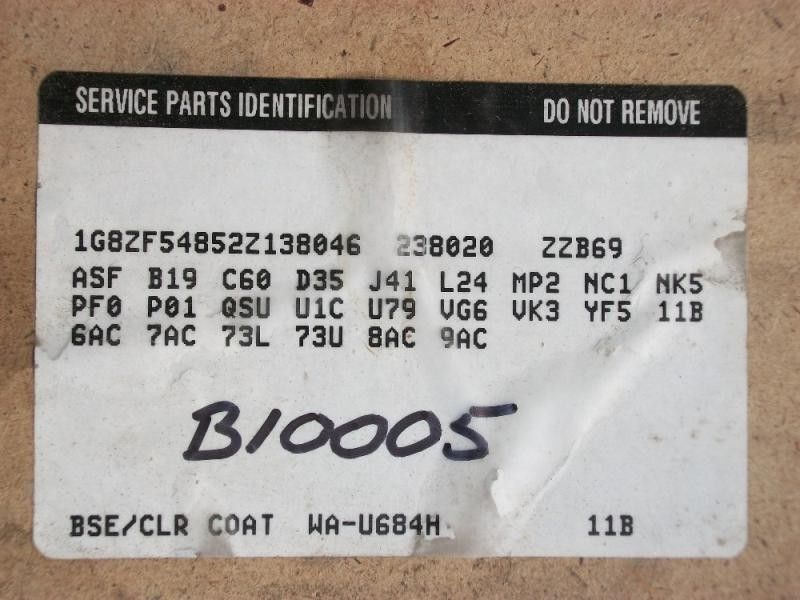 SERVICE PARTS IDENTIFICATION DO NOT REMOVE
1G8ZF54852Z138046 238020 ZZB69
ASF B19 C60 D35 J41 L24 MP2 NC1 NK5
PF0 P01 QSU U1C U79 VG6 VK3 YF5 11B
6AC 7AC 73L 73U 8AC 9AC
B10005
BSE/CLR COAT WA-U684H 11B